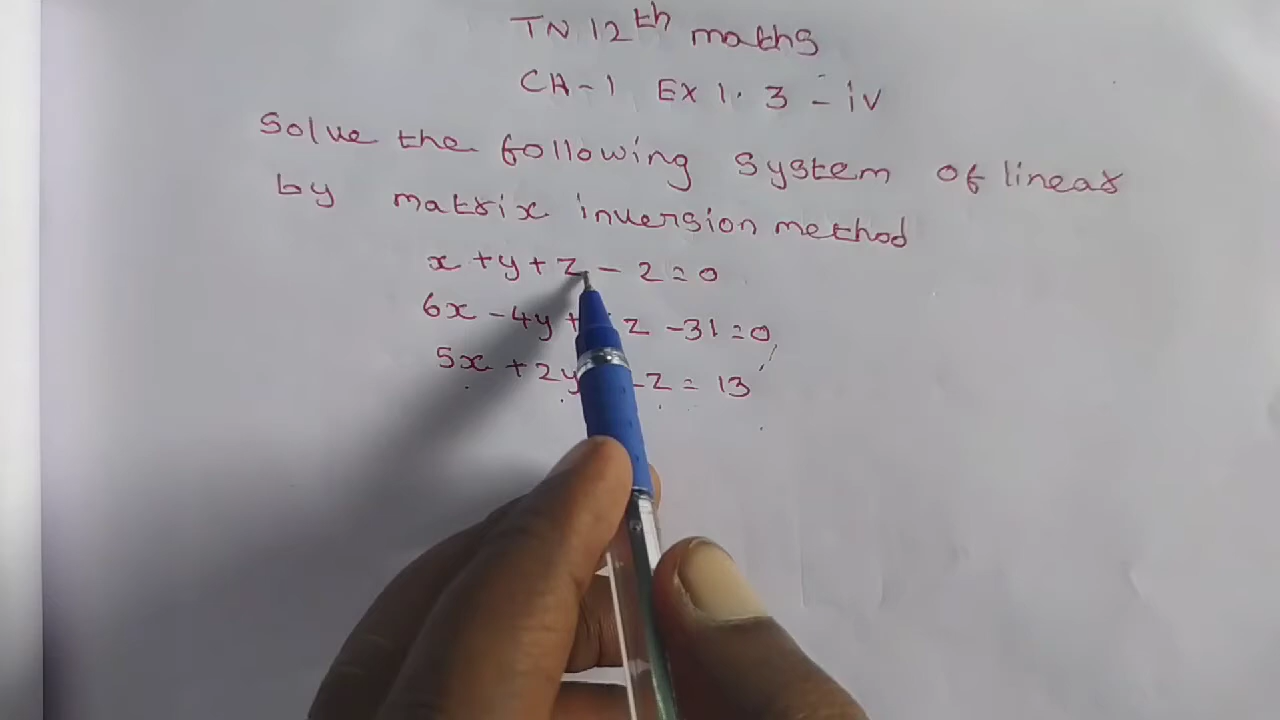 TN 12th maths
CH-1 Ex 1.3 - iv
Solve the following system of linear
by matrix inversion method
x + y + z - 2 = 0
6x - 4y + z - 31 = 0
5x + 2y - z = 13